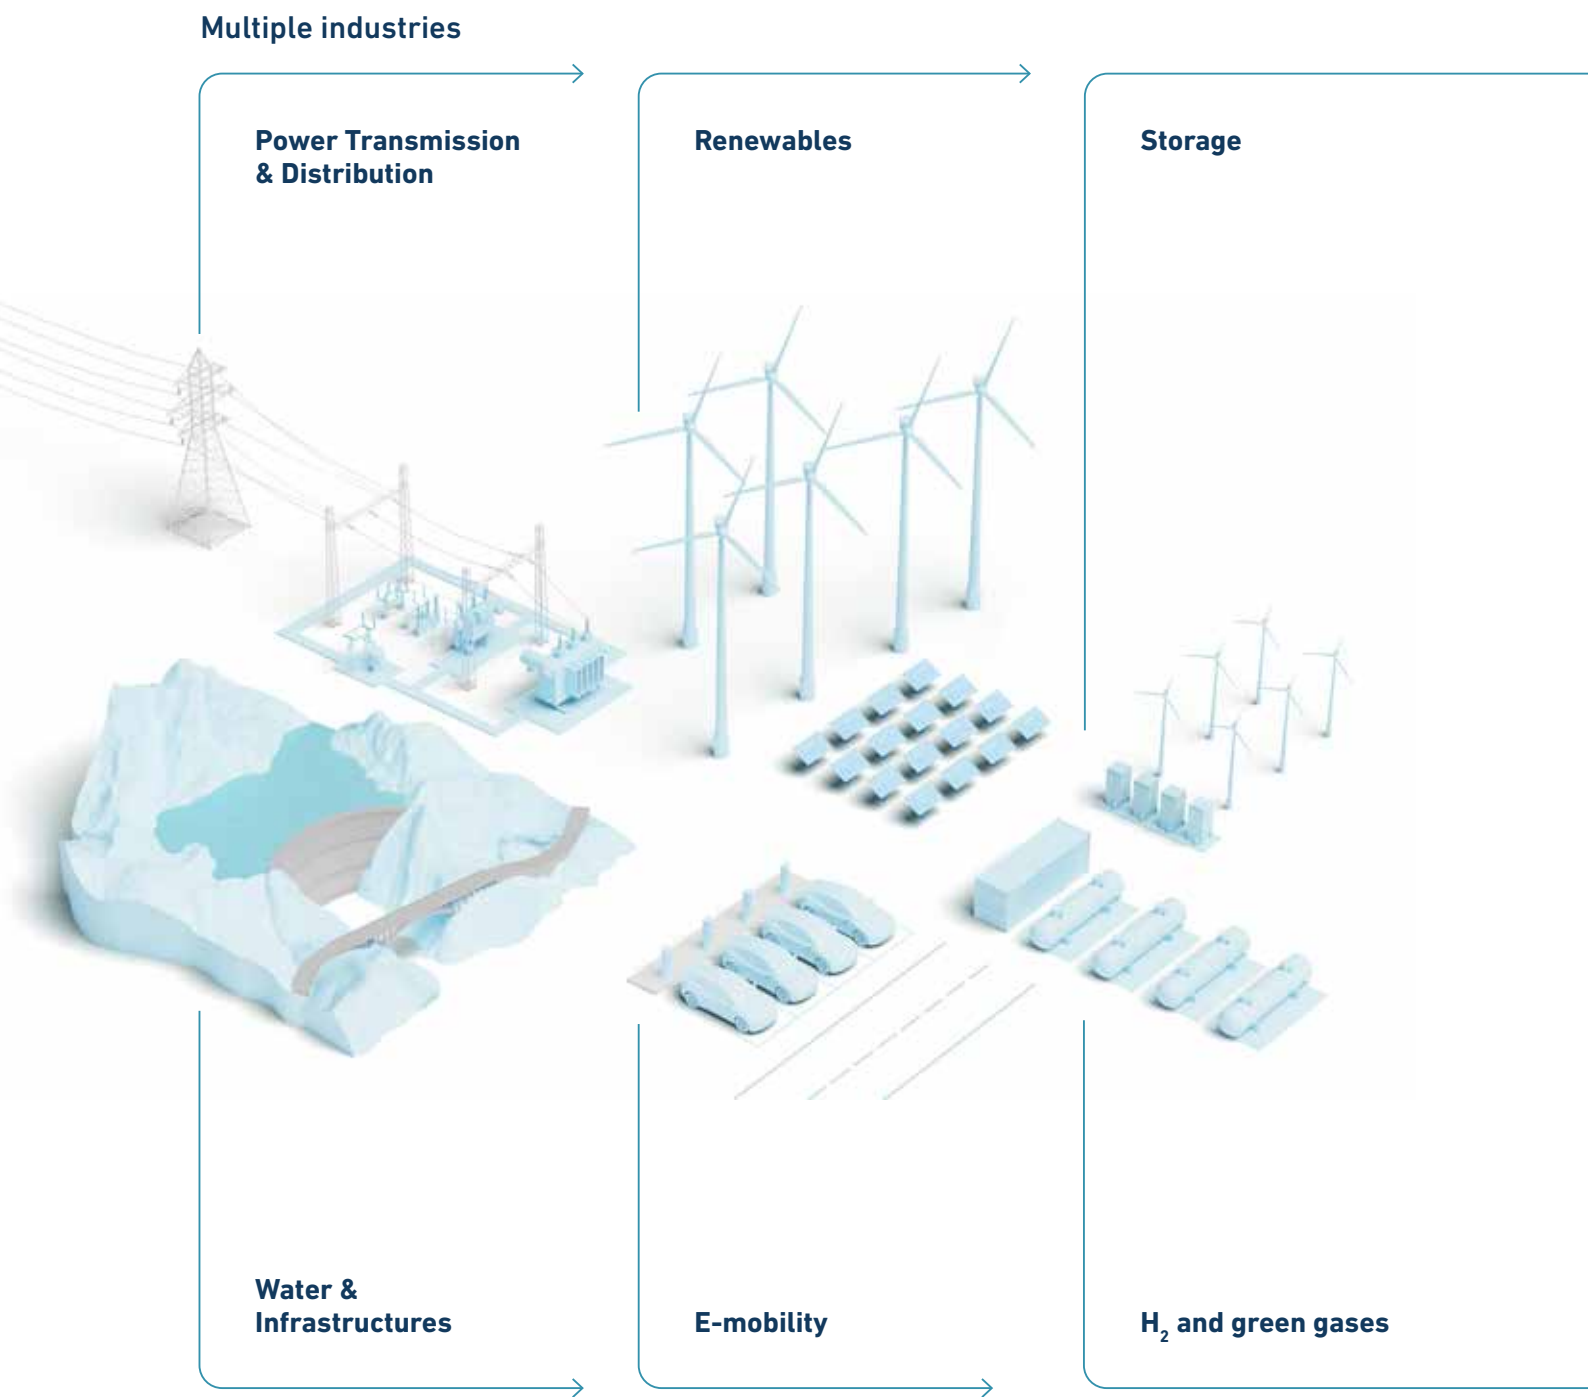 Multiple industries
Power Transmission
& Distribution
Renewables
Storage
Water &
Infrastructures
E-mobility
H₂ and green gases